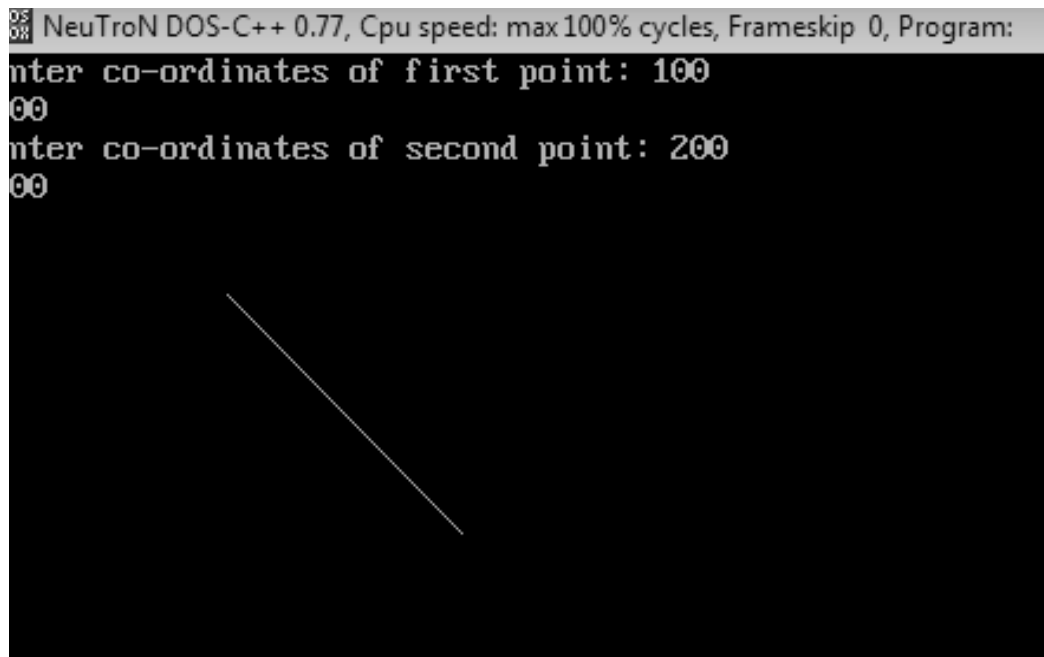 NeuTroN DOS-C++ 0.77, Cpu speed: max 100% cycles, Frameskip 0, Program:
nter co-ordinates of first point: 100
00
nter co-ordinates of second point: 200
00